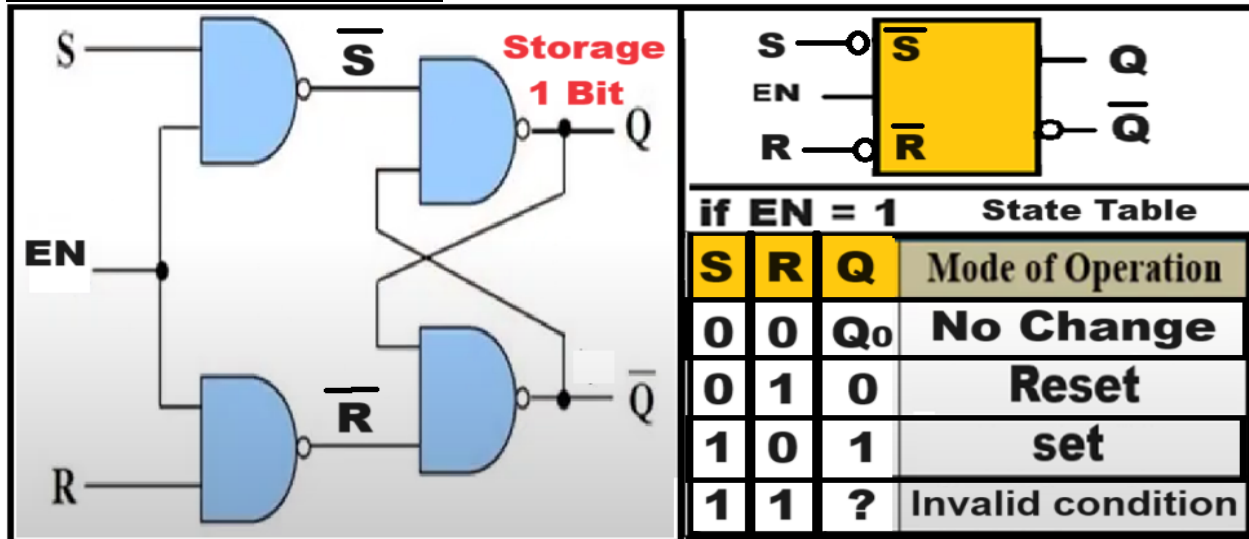 S
S̅
Storage
1 Bit
Q
EN
R̅
Q̅
R
S
S̅
Q
EN
R
R̅
Q̅
if EN = 1 State Table
S R Q Mode of Operation
0 0 Q₀ No Change
0 1 0 Reset
1 0 1 set
1 1 ? Invalid condition